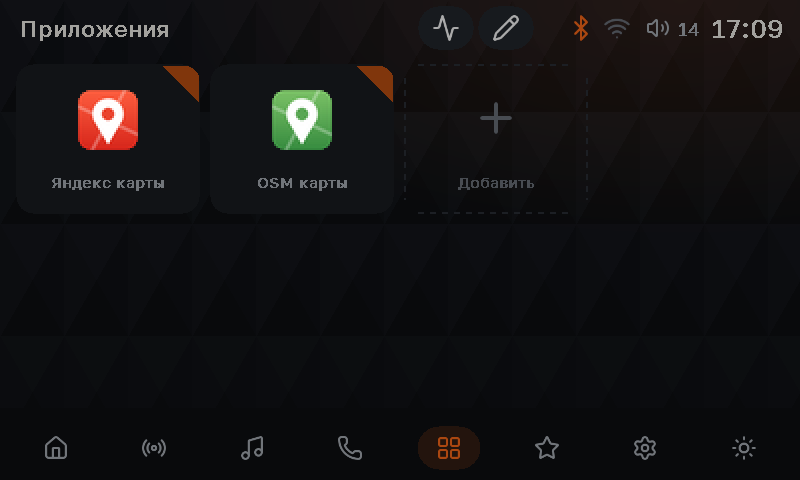 Приложения
14 17:09
Яндекс карты
OSM карты
Добавить